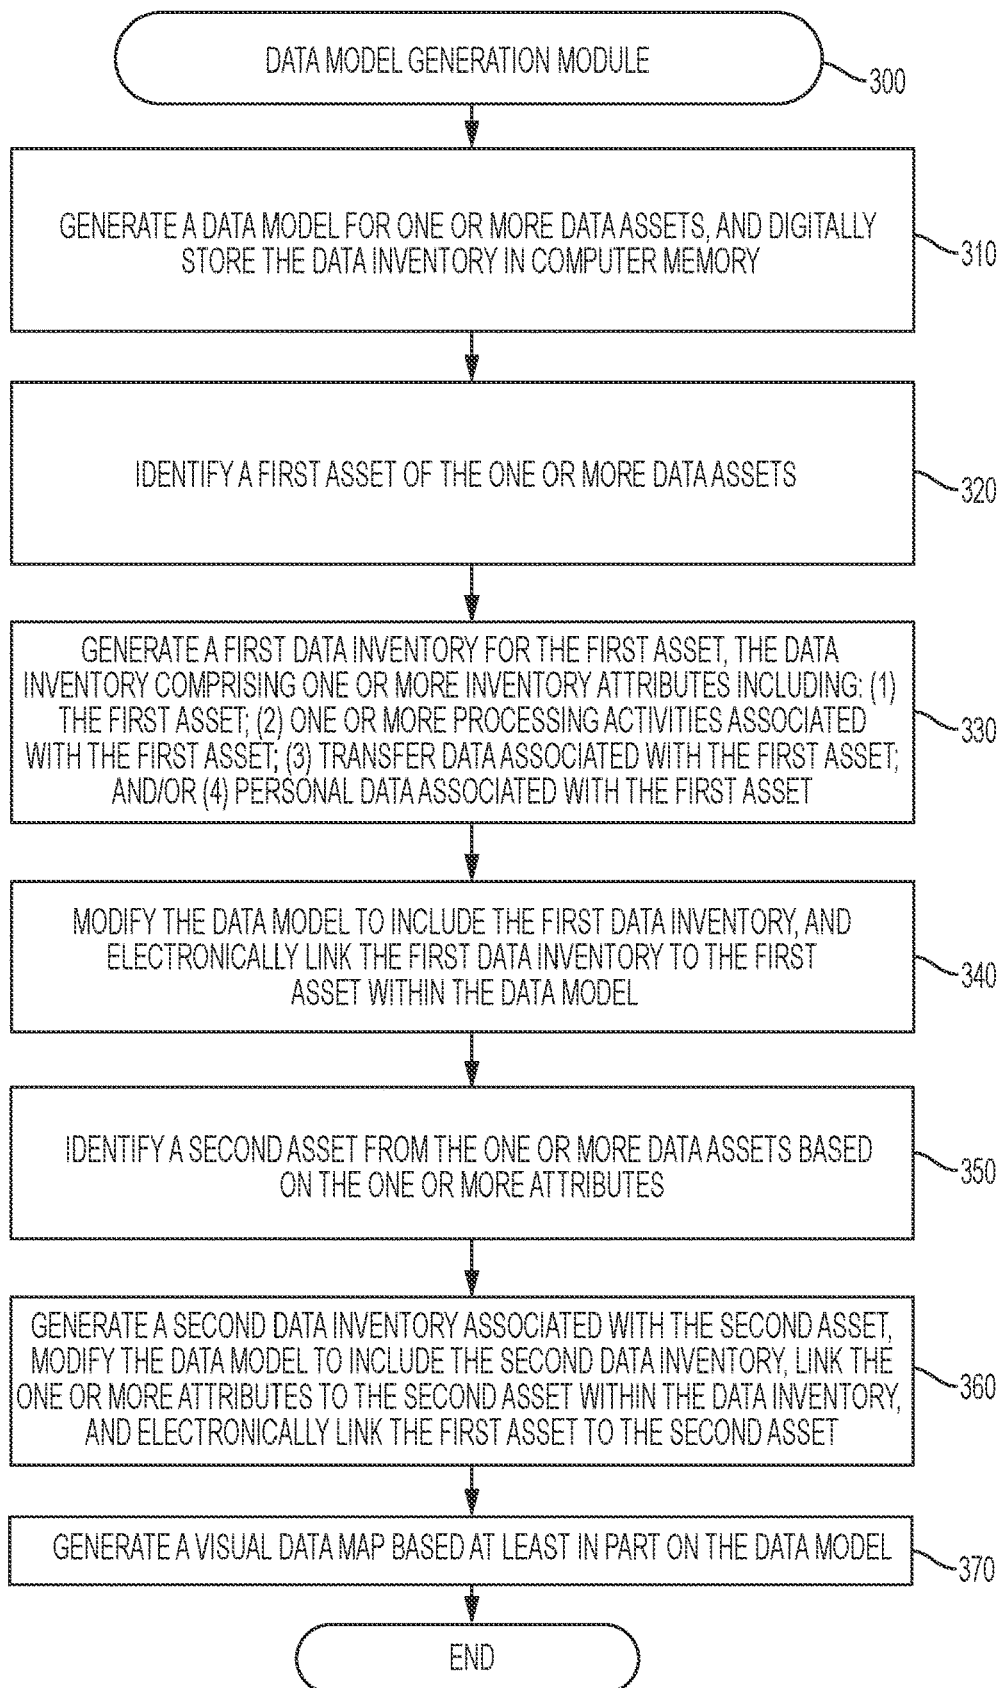 DATA MODEL GENERATION MODULE
300
GENERATE A DATA MODEL FOR ONE OR MORE DATA ASSETS, AND DIGITALLY
STORE THE DATA INVENTORY IN COMPUTER MEMORY
310
IDENTIFY A FIRST ASSET OF THE ONE OR MORE DATA ASSETS
320
GENERATE A FIRST DATA INVENTORY FOR THE FIRST ASSET, THE DATA
INVENTORY COMPRISING ONE OR MORE INVENTORY ATTRIBUTES INCLUDING: (1)
THE FIRST ASSET; (2) ONE OR MORE PROCESSING ACTIVITIES ASSOCIATED
WITH THE FIRST ASSET; (3) TRANSFER DATA ASSOCIATED WITH THE FIRST ASSET;
AND/OR (4) PERSONAL DATA ASSOCIATED WITH THE FIRST ASSET
330
MODIFY THE DATA MODEL TO INCLUDE THE FIRST DATA INVENTORY, AND
ELECTRONICALLY LINK THE FIRST DATA INVENTORY TO THE FIRST
ASSET WITHIN THE DATA MODEL
340
IDENTIFY A SECOND ASSET FROM THE ONE OR MORE DATA ASSETS BASED
ON THE ONE OR MORE ATTRIBUTES
350
GENERATE A SECOND DATA INVENTORY ASSOCIATED WITH THE SECOND ASSET,
MODIFY THE DATA MODEL TO INCLUDE THE SECOND DATA INVENTORY, LINK THE
ONE OR MORE ATTRIBUTES TO THE SECOND ASSET WITHIN THE DATA INVENTORY,
AND ELECTRONICALLY LINK THE FIRST ASSET TO THE SECOND ASSET
360
GENERATE A VISUAL DATA MAP BASED AT LEAST IN PART ON THE DATA MODEL
370
END